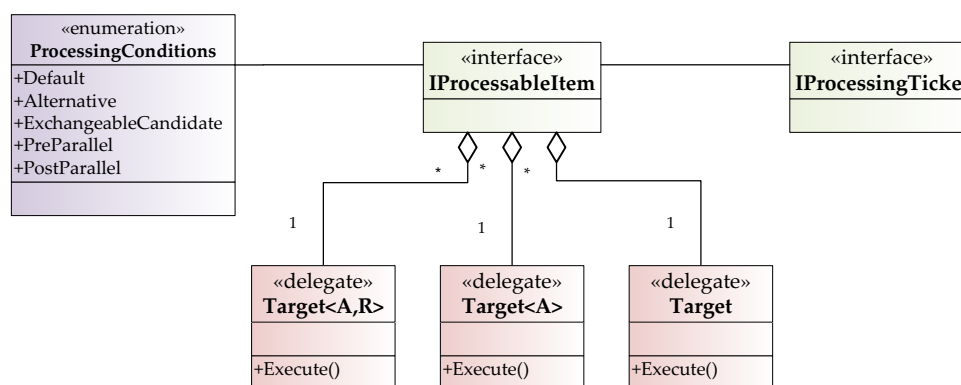 «enumeration»
ProcessingConditions
+Default
+Alternative
+ExchangeableCandidate
+PreParallel
+PostParallel
«interface»
IProcessableItem
«interface»
IProcessingTicke
* * *
1 1 1
«delegate»
Target<A,R>
+Execute()
«delegate»
Target<A>
+Execute()
«delegate»
Target
+Execute()